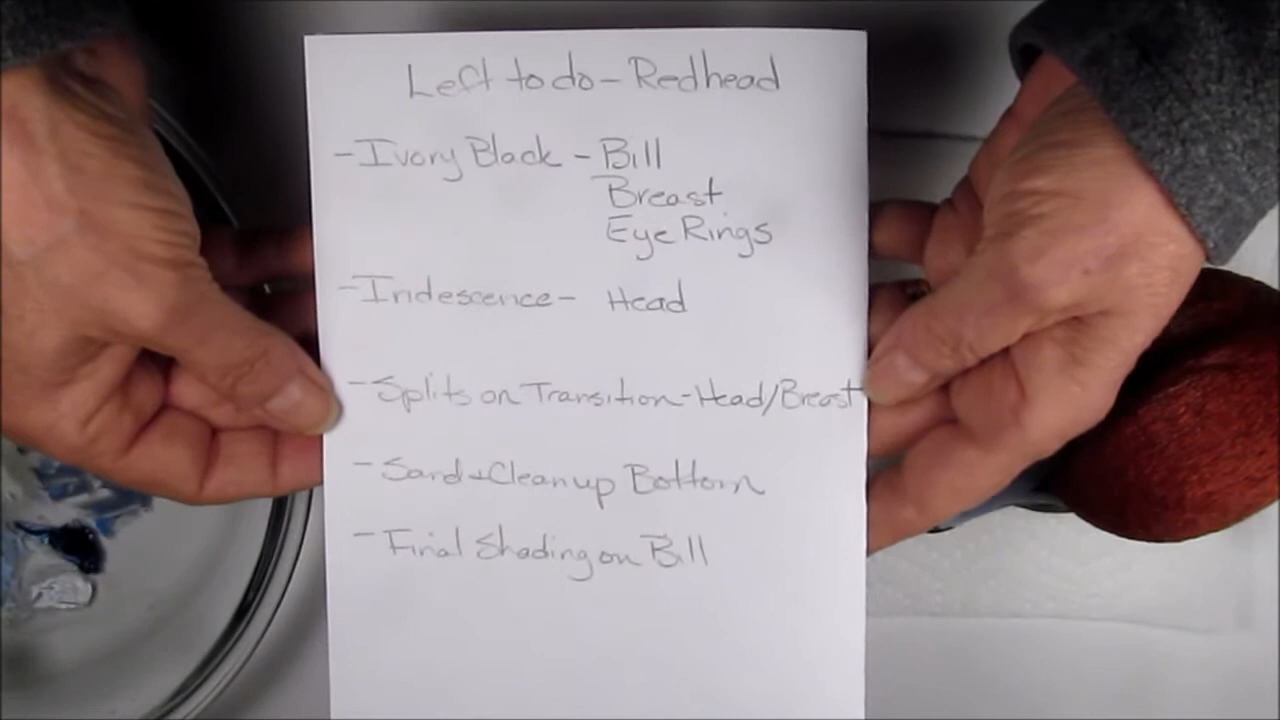 Left to do - Redhead
- Ivory Black - Bill
Breast
Eye Rings
- Iridescence - Head
- Splits on Transition - Head/Breast
- Sand + Cleanup Bottom
- Final Shading on Bill